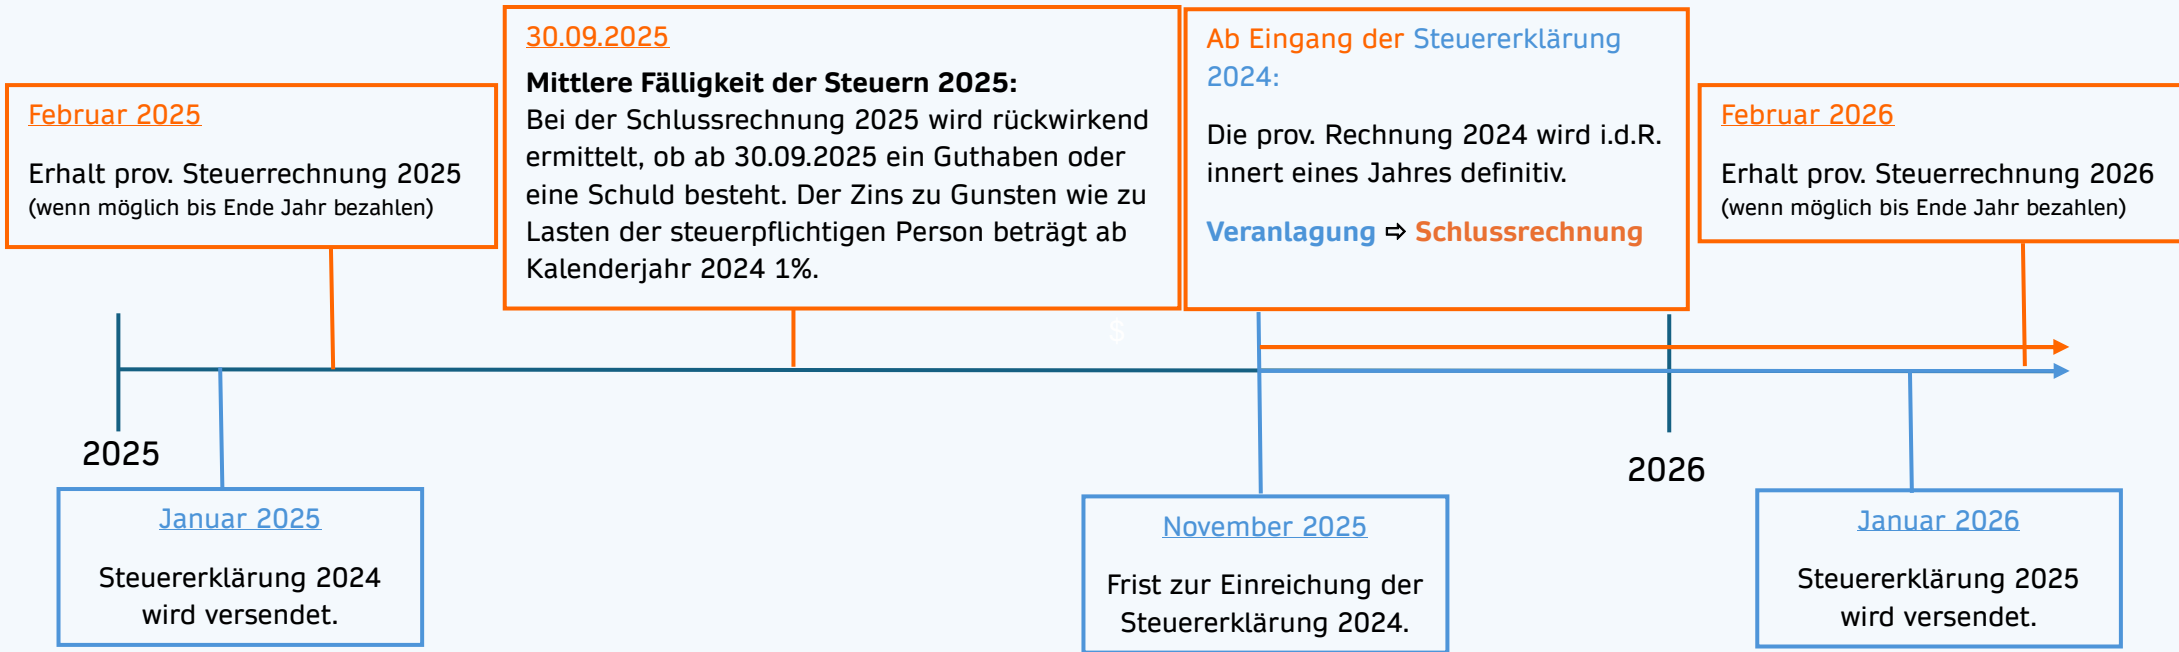 Februar 2025
Erhalt prov. Steuerrechnung 2025
(wenn möglich bis Ende Jahr bezahlen)
30.09.2025
Mittlere Fälligkeit der Steuern 2025:
Bei der Schlussrechnung 2025 wird rückwirkend
ermittelt, ob ab 30.09.2025 ein Guthaben oder
eine Schuld besteht. Der Zins zu Gunsten wie zu
Lasten der steuerpflichtigen Person beträgt ab
Kalenderjahr 2024 1%.
Ab Eingang der Steuererklärung
2024:
Die prov. Rechnung 2024 wird i.d.R.
innert eines Jahres definitiv.
Veranlagung ⇨ Schlussrechnung
Februar 2026
Erhalt prov. Steuerrechnung 2026
(wenn möglich bis Ende Jahr bezahlen)
$
2025
2026
Januar 2025
Steuererklärung 2024
wird versendet.
November 2025
Frist zur Einreichung der
Steuererklärung 2024.
Januar 2026
Steuererklärung 2025
wird versendet.